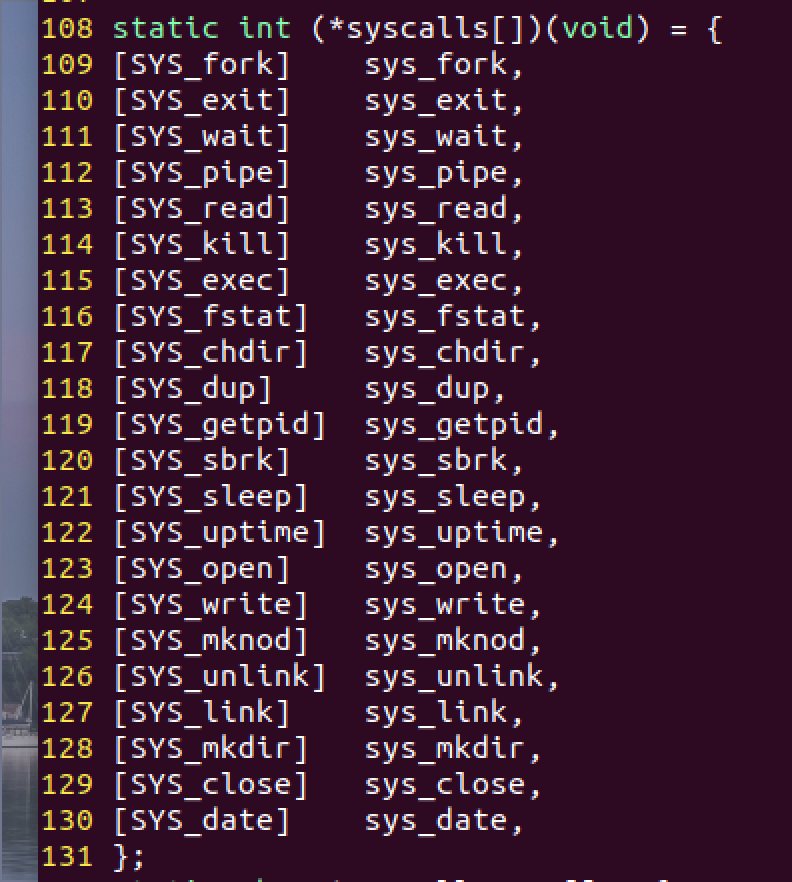 108 static int (*syscalls[])(void) = {
109 [SYS_fork]    sys_fork,
110 [SYS_exit]    sys_exit,
111 [SYS_wait]    sys_wait,
112 [SYS_pipe]    sys_pipe,
113 [SYS_read]    sys_read,
114 [SYS_kill]    sys_kill,
115 [SYS_exec]    sys_exec,
116 [SYS_fstat]   sys_fstat,
117 [SYS_chdir]   sys_chdir,
118 [SYS_dup]     sys_dup,
119 [SYS_getpid]  sys_getpid,
120 [SYS_sbrk]    sys_sbrk,
121 [SYS_sleep]   sys_sleep,
122 [SYS_uptime]  sys_uptime,
123 [SYS_open]    sys_open,
124 [SYS_write]   sys_write,
125 [SYS_mknod]   sys_mknod,
126 [SYS_unlink]  sys_unlink,
127 [SYS_link]    sys_link,
128 [SYS_mkdir]   sys_mkdir,
129 [SYS_close]   sys_close,
130 [SYS_date]    sys_date,
131 };